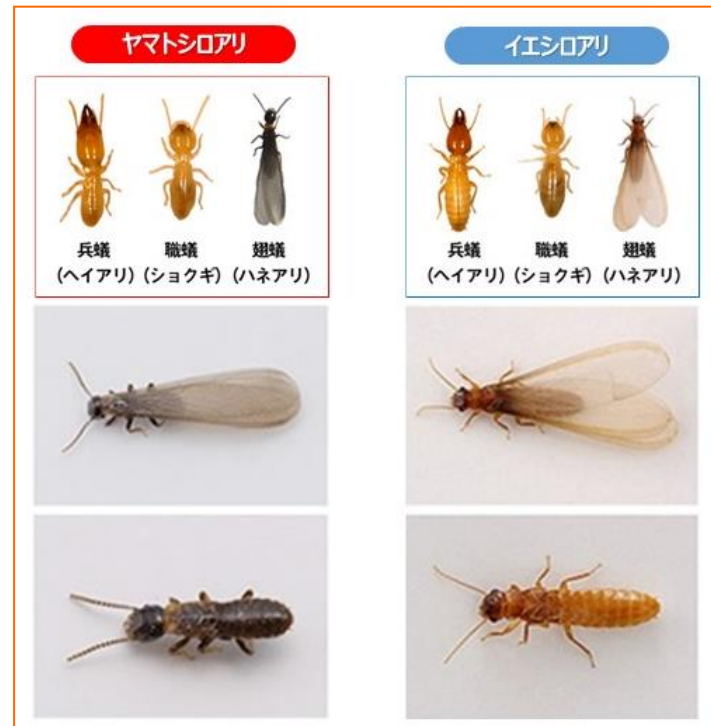 ヤマトシロアリ
イエシロアリ
兵蟻
職蟻
翅蟻
(ヘイアリ)
(ショクギ)
(ハネアリ)
兵蟻
職蟻
翅蟻
(ヘイアリ)
(ショクギ)
(ハネアリ)